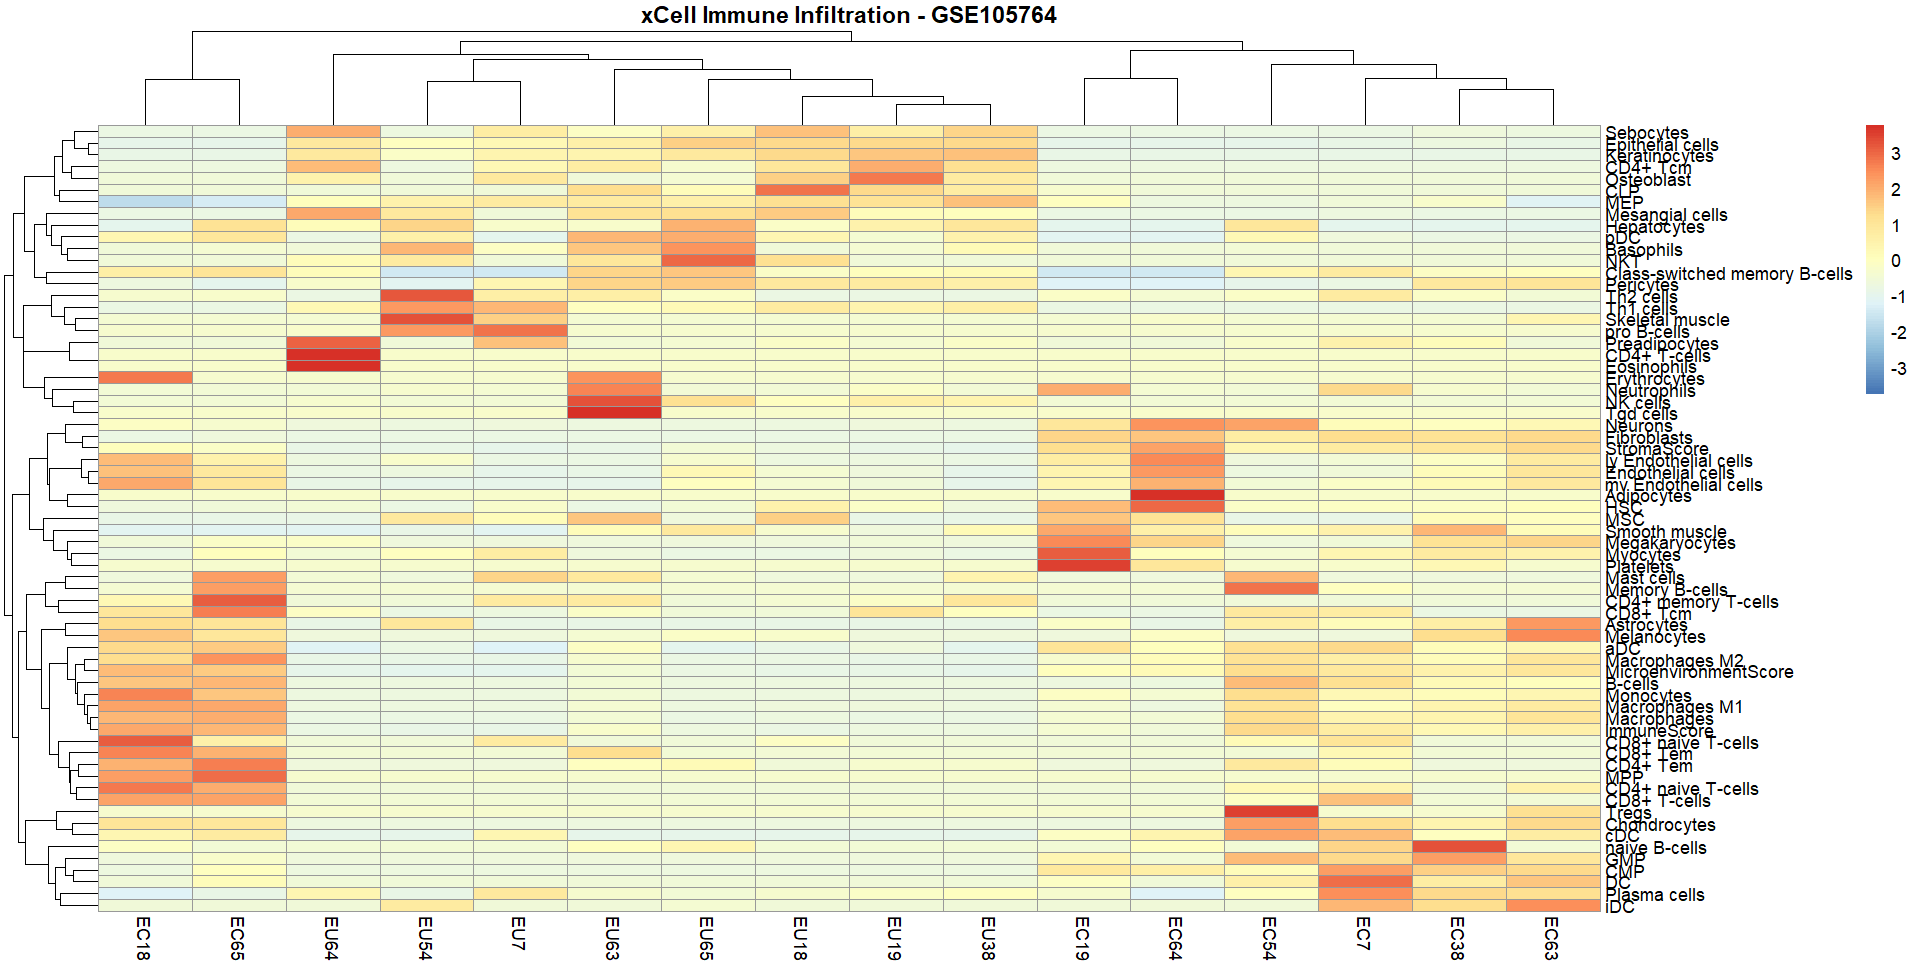 xCell Immune Infiltration - GSE105764
Sebocytes
Epithelial cells
Keratinocytes
CD4+ Tcm
Osteoblast
CLP
MEP
Mesangial cells
Hepatocytes
pDC
Basophils
NKT
Class-switched memory B-cells
Pericytes
Th2 cells
Th1 cells
Skeletal muscle
pro B-cells
Preadipocytes
CD4+ T-cells
Eosinophils
Erythrocytes
Neutrophils
NK cells
Tgd cells
Neurons
Fibroblasts
StromaScore
ly Endothelial cells
Endothelial cells
mv Endothelial cells
Adipocytes
HSC
MSC
Smooth muscle
Megakaryocytes
Myocytes
Platelets
Mast cells
Memory B-cells
CD4+ memory T-cells
CD8+ Tcm
Astrocytes
Melanocytes
aDC
Macrophages M2
MicroenvironmentScore
B-cells
Monocytes
Macrophages M1
Macrophages
ImmuneScore
CD8+ naive T-cells
CD8+ Tem
CD4+ Tem
MPP
CD4+ naive T-cells
CD8+ T-cells
Tregs
Chondrocytes
cDC
naive B-cells
GMP
CMP
DC
Plasma cells
iDC
3
2
1
0
-1
-2
-3
EC18
EC65
EU64
EU54
EU7
EU63
EU65
EU18
EU19
EU38
EC19
EC64
EC54
EC7
EC38
EC63